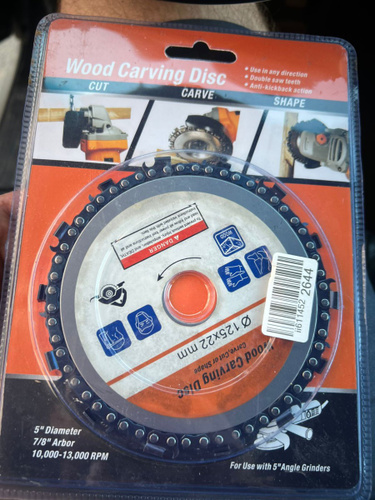 Wood Carving Disc
• Use in any direction
• Double saw teeth
• Anti-kickback action
CUT
CARVE
SHAPE
⚠ DANGER
Ø 125x22 mm
Wood Carving Disc
Carve, Cut or Shape
ii611452
2644
5" Diameter
7/8" Arbor
10,000-13,000 RPM
For Use with 5" Angle Grinders